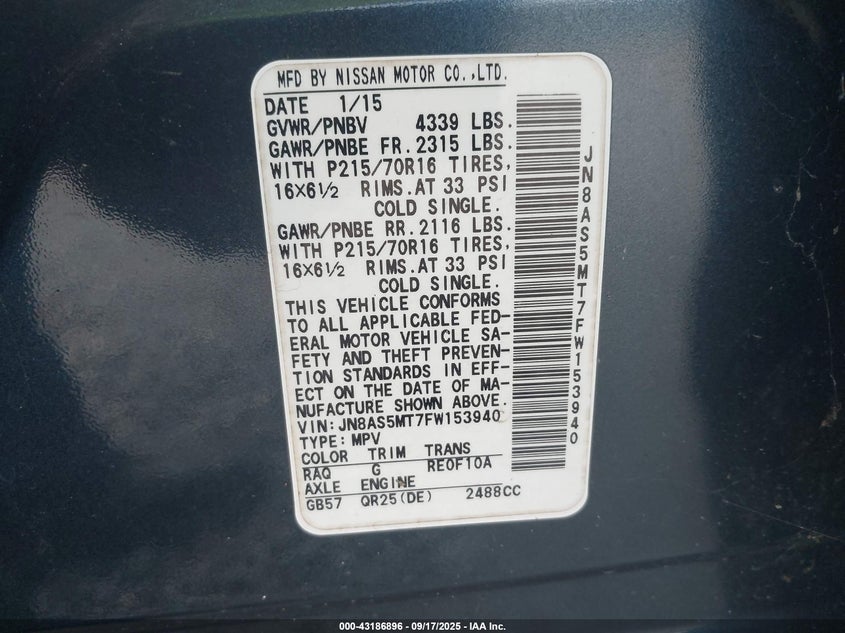 MFD BY NISSAN MOTOR CO.,LTD.
DATE 1/15
GVWR/PNBV 4339 LBS.
GAWR/PNBE FR. 2315 LBS.
WITH P215/70R16 TIRES,
16X6½ RIMS.AT 33 PSI
COLD SINGLE.
GAWR/PNBE RR. 2116 LBS.
WITH P215/70R16 TIRES,
16X6½ RIMS.AT 33 PSI
COLD SINGLE.
THIS VEHICLE CONFORMS
TO ALL APPLICABLE FED-
ERAL MOTOR VEHICLE SA-
FETY AND THEFT PREVEN-
TION STANDARDS IN EFF-
ECT ON THE DATE OF MA-
NUFACTURE SHOWN ABOVE.
VIN: JN8AS5MT7FW153940
TYPE: MPV
COLOR TRIM TRANS
RAQ G RE0F10A
AXLE ENGINE
GB57 QR25(DE) 2488CC
JN8AS5MT7FW153940
000-43186896 - 09/17/2025 - IAA Inc.